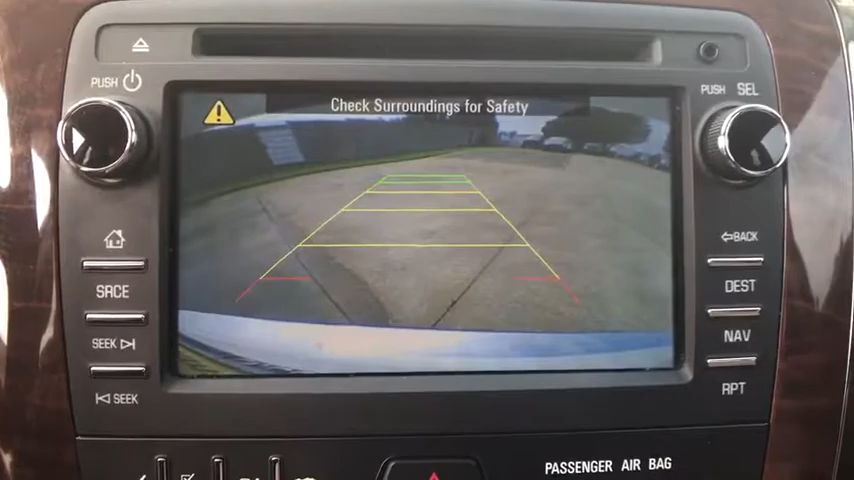 PUSH
PUSH SEL
Check Surroundings for Safety
BACK
SRCE
DEST
SEEK
NAV
SEEK
RPT
PASSENGER AIR BAG